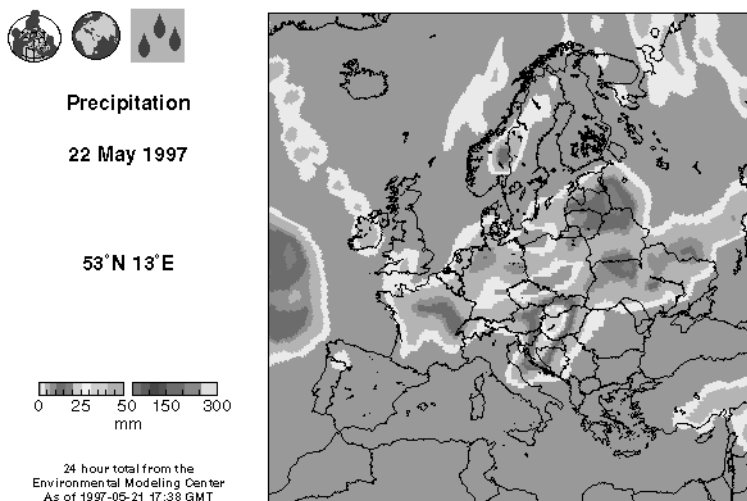 Precipitation
22 May 1997
53°N 13°E
0 25 50 150 300
mm
24 hour total from the
Environmental Modeling Center
As of 1997-05-21 17:38 GMT